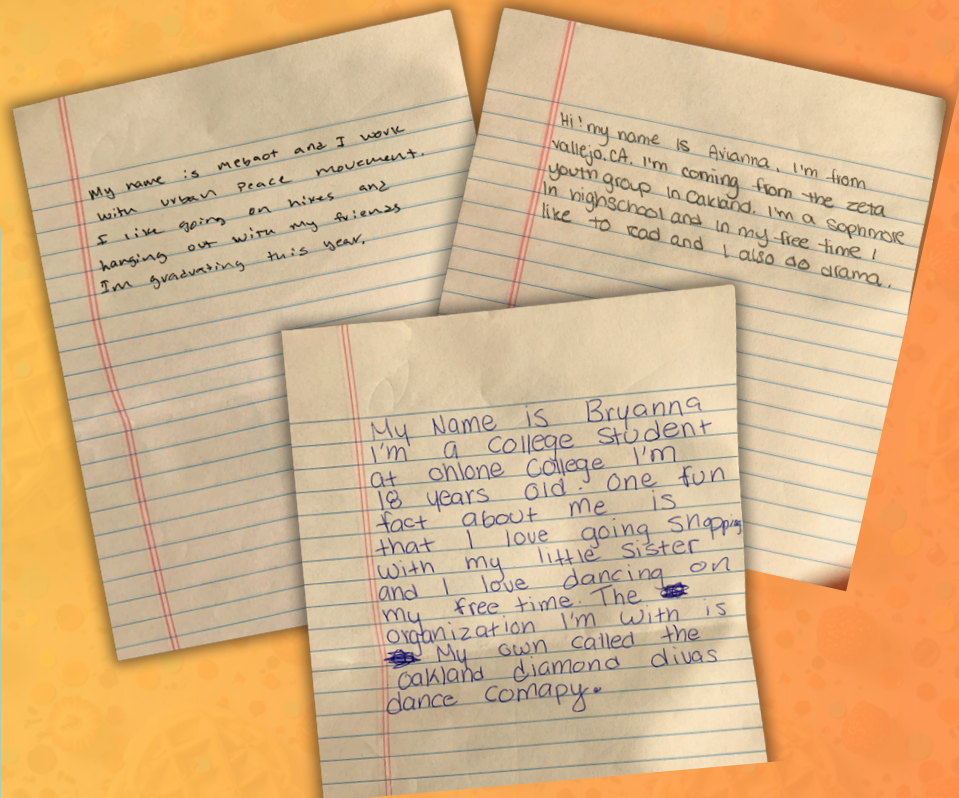 My name is mebaot and I work
with urban Peace movement.
I like going on hikes and
hanging out with my friends
Im graduating this year.
Hi! my name is Avianna. I'm from
vallejo, CA. I'm coming from the zeta
youth group in Oakland. I'm a sophmore
in highschool and in my free time I
like to read and I also do drama.
My Name is Bryanna
I'm a college student
at ohlone College I'm
18 years old. one fun
fact about me is
that I love going shopping
with my little sister
and I love dancing on
my free time. The
organization I'm with is
My own called the
oakland diamond divas
dance comapy.